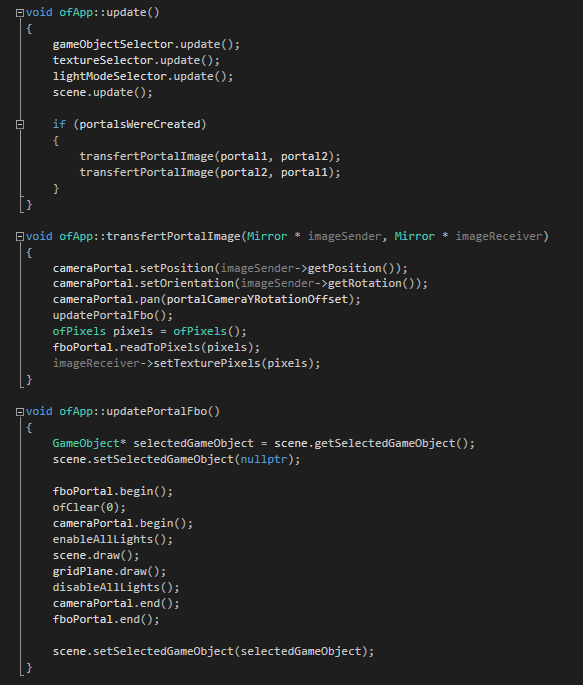 void ofApp::update()
{
    gameObjectSelector.update();
    textureSelector.update();
    lightModeSelector.update();
    scene.update();

    if (portalsWereCreated)
    {
        transfertPortalImage(portal1, portal2);
        transfertPortalImage(portal2, portal1);
    }
}

void ofApp::transfertPortalImage(Mirror * imageSender, Mirror * imageReceiver)
{
    cameraPortal.setPosition(imageSender->getPosition());
    cameraPortal.setOrientation(imageSender->getRotation());
    cameraPortal.pan(portalCameraYRotationOffset);
    updatePortalFbo();
    ofPixels pixels = ofPixels();
    fboPortal.readToPixels(pixels);
    imageReceiver->setTexturePixels(pixels);
}

void ofApp::updatePortalFbo()
{
    GameObject* selectedGameObject = scene.getSelectedGameObject();
    scene.setSelectedGameObject(nullptr);

    fboPortal.begin();
    ofClear(0);
    cameraPortal.begin();
    enableAllLights();
    scene.draw();
    gridPlane.draw();
    disableAllLights();
    cameraPortal.end();
    fboPortal.end();

    scene.setSelectedGameObject(selectedGameObject);
}